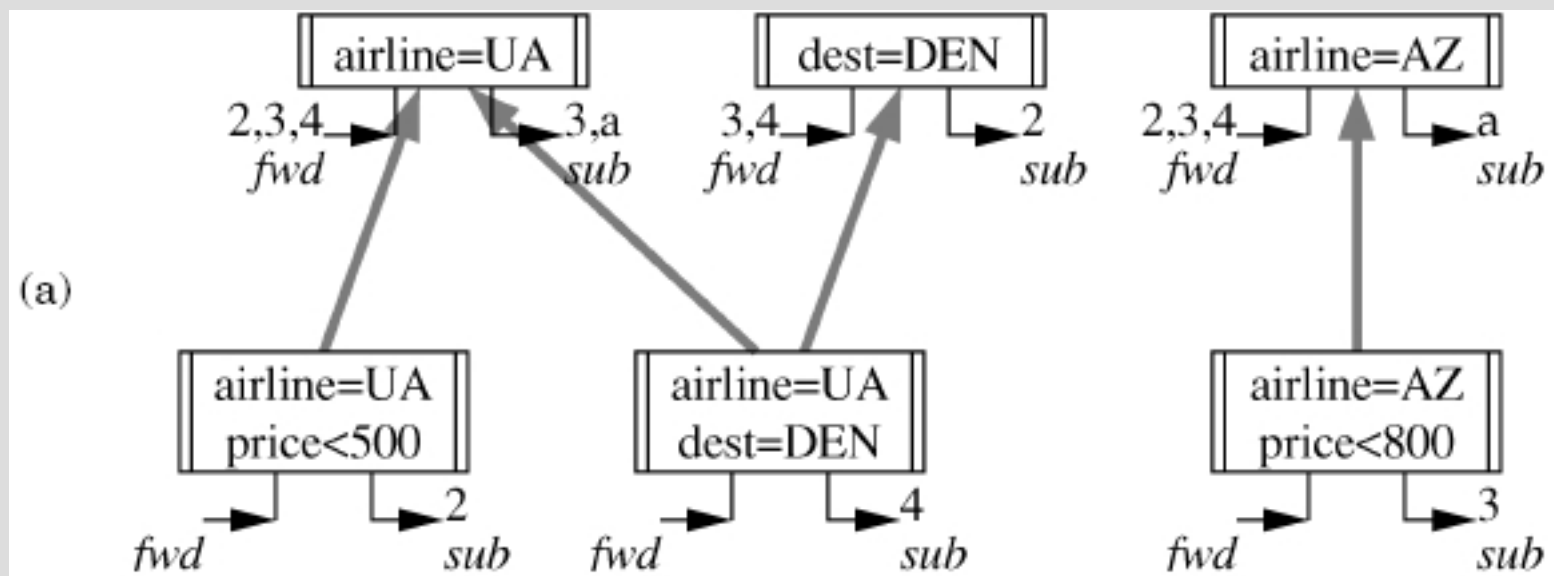 airline=UA
dest=DEN
airline=AZ
2,3,4
3,a
3,4
2
2,3,4
a
fwd
sub
fwd
sub
fwd
sub
(a)
airline=UA
price<500
airline=UA
dest=DEN
airline=AZ
price<800
2
4
3
fwd
sub
fwd
sub
fwd
sub